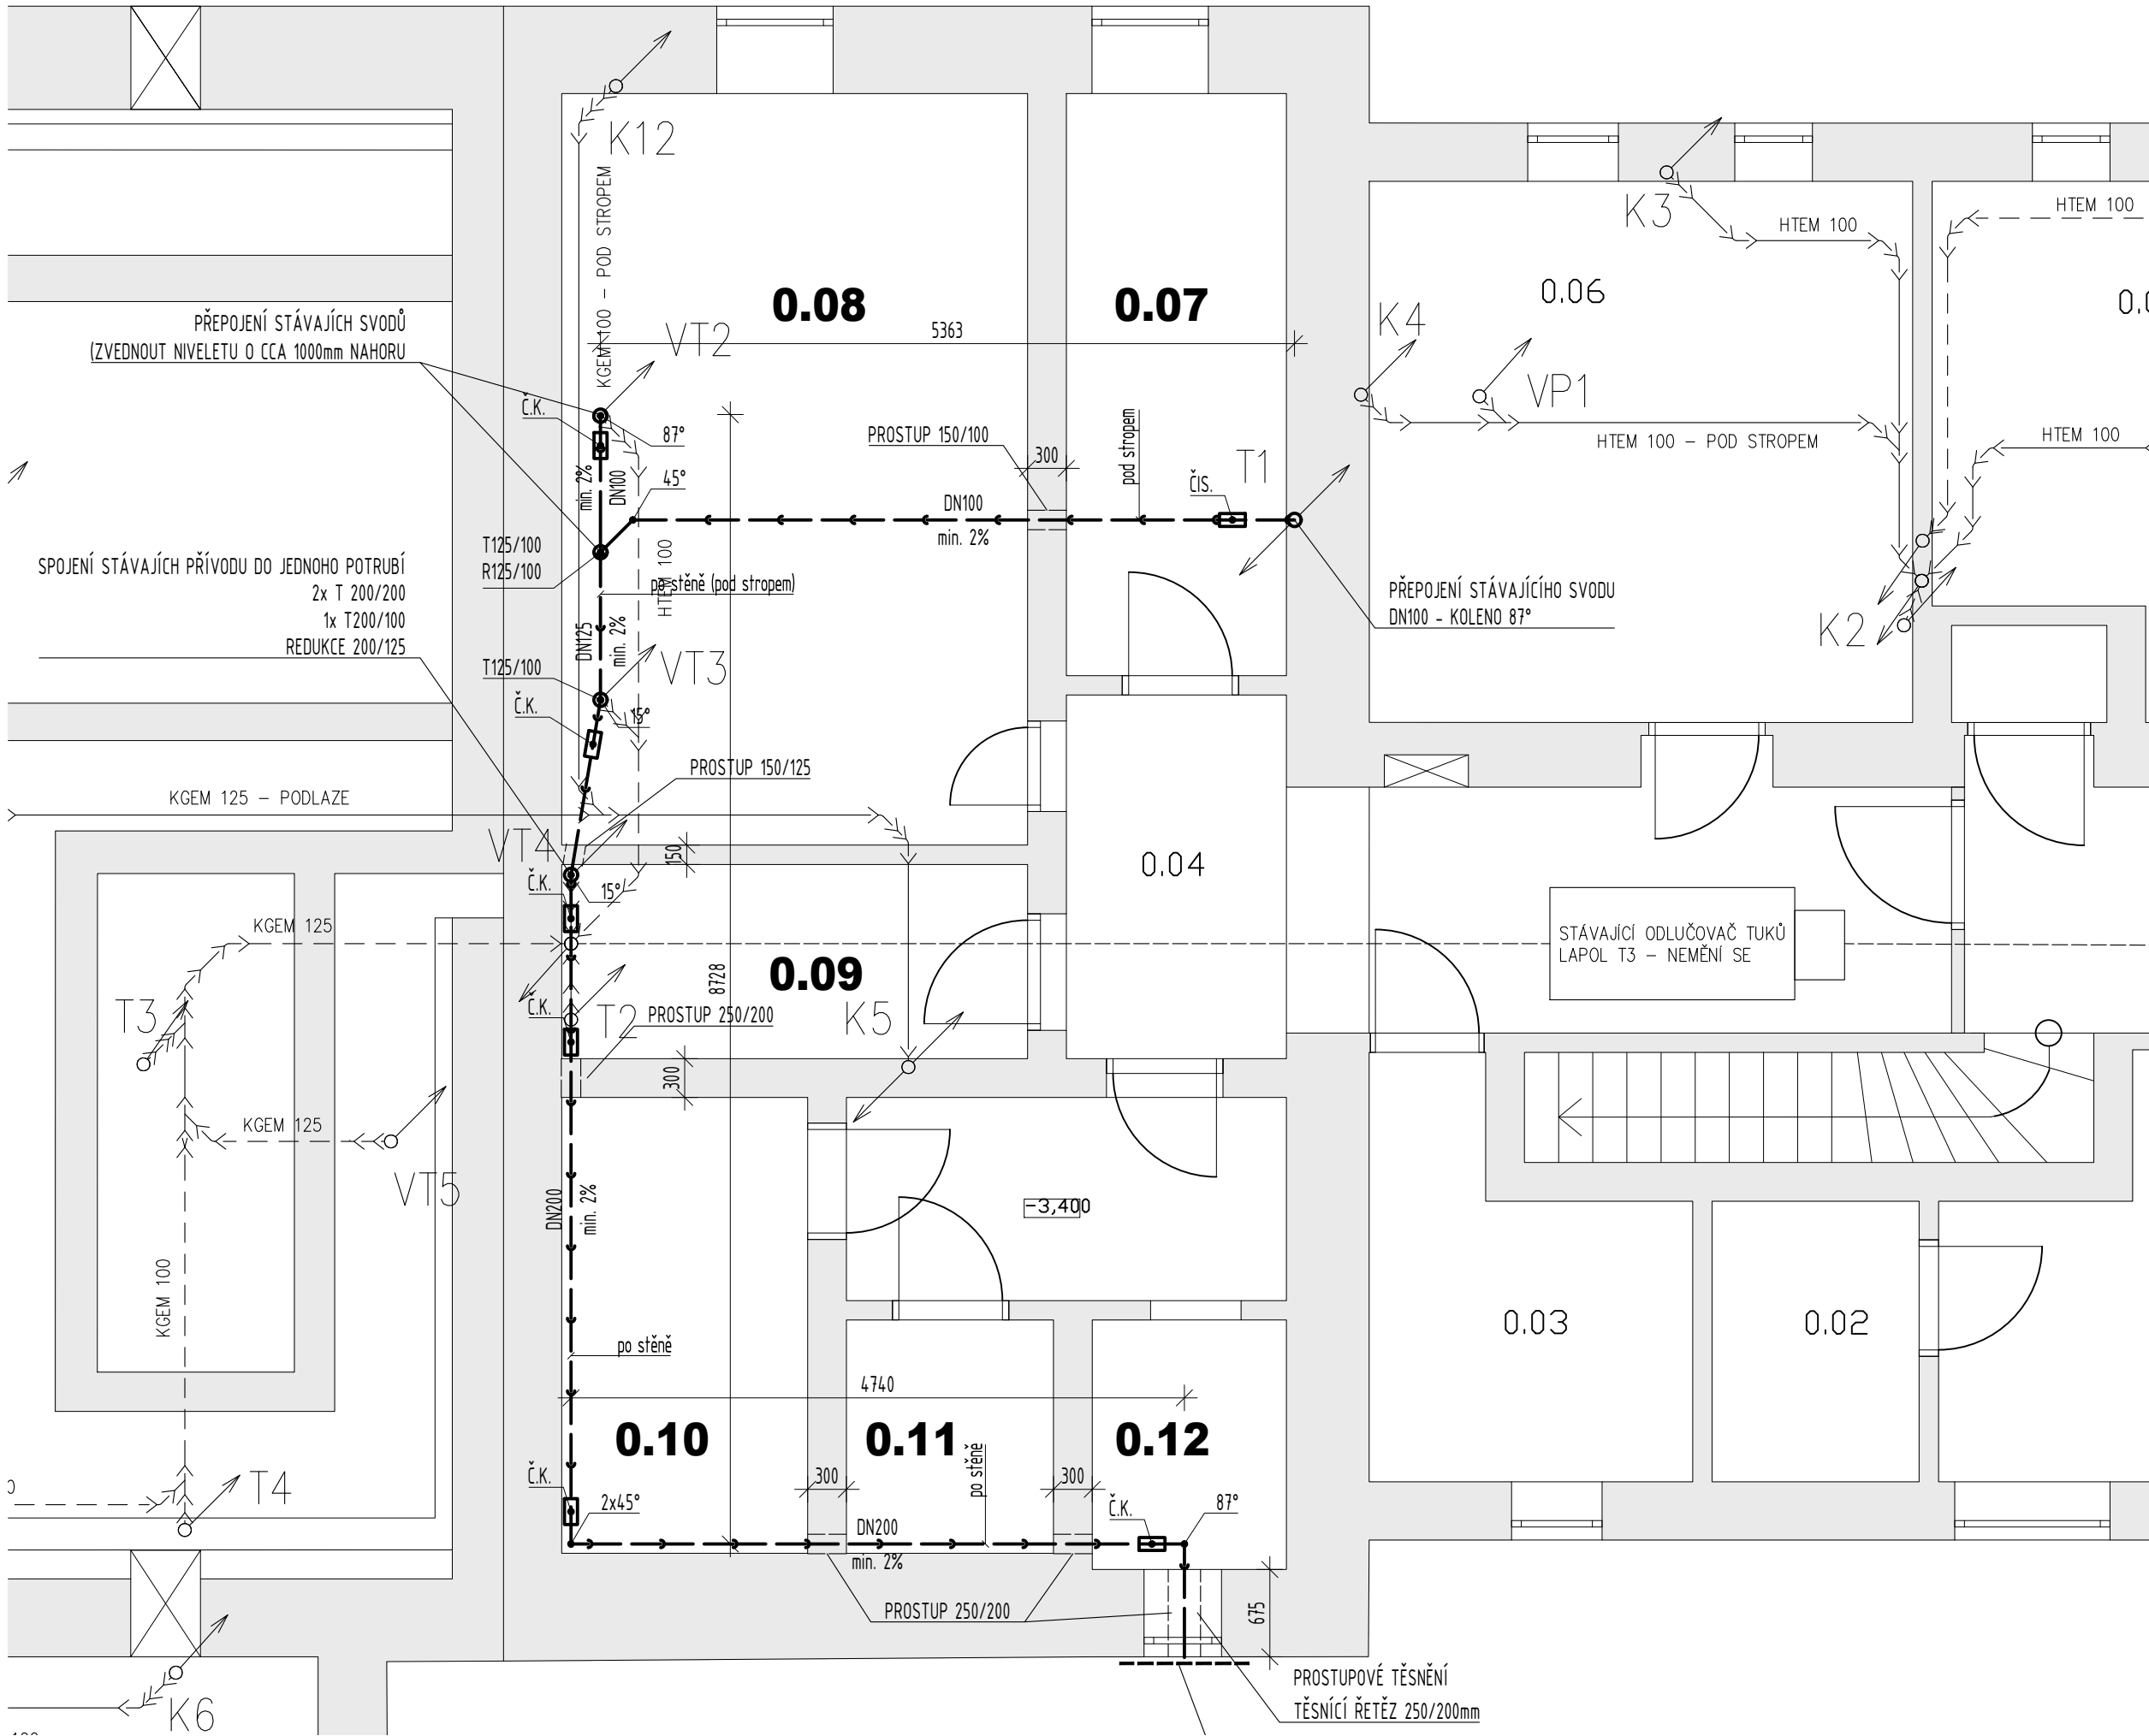 K12
KGEM 100 - POD STROPEM
K3
HTEM 100
HTEM 100
0.06
0.08
0.07
PŘEPOJENÍ STÁVAJÍCH SVODŮ
(ZVEDNOUT NIVELETU O CCA 1000mm NAHORU
VT2
5363
K4
VP1
Č.K.
87°
PROSTUP 150/100
300
pod stropem
T1
HTEM 100 - POD STROPEM
HTEM 100
min. 2%
DN100
45°
ČIS.
DN100
min. 2%
T125/100
R125/100
HTEM 100
po stěně (pod stropem)
SPOJENÍ STÁVAJÍCH PŘÍVODU DO JEDNOHO POTRUBÍ
2x T 200/200
1x T200/100
REDUKCE 200/125
PŘEPOJENÍ STÁVAJÍCÍHO SVODU
DN100 - KOLENO 87°
K2
DN125
min. 2%
T125/100
VT3
Č.K.
15°
PROSTUP 150/125
KGEM 125 - PODLAZE
VT4
150
Č.K.
15°
0.04
KGEM 125
STÁVAJÍCÍ ODLUČOVAČ TUKŮ
LAPOL T3 - NEMĚNÍ SE
0.09
8728
T3
Č.K.
T2
PROSTUP 250/200
K5
300
KGEM 125
VT5
DN200
min. 2%
-3,400
KGEM 100
0.03
0.02
po stěně
4740
0.10
0.11
0.12
po stěně
T4
Č.K.
2x45°
300
300
Č.K.
87°
DN200
min. 2%
PROSTUP 250/200
675
K6
PROSTUPOVÉ TĚSNĚNÍ
TĚSNÍCÍ ŘETĚZ 250/200mm